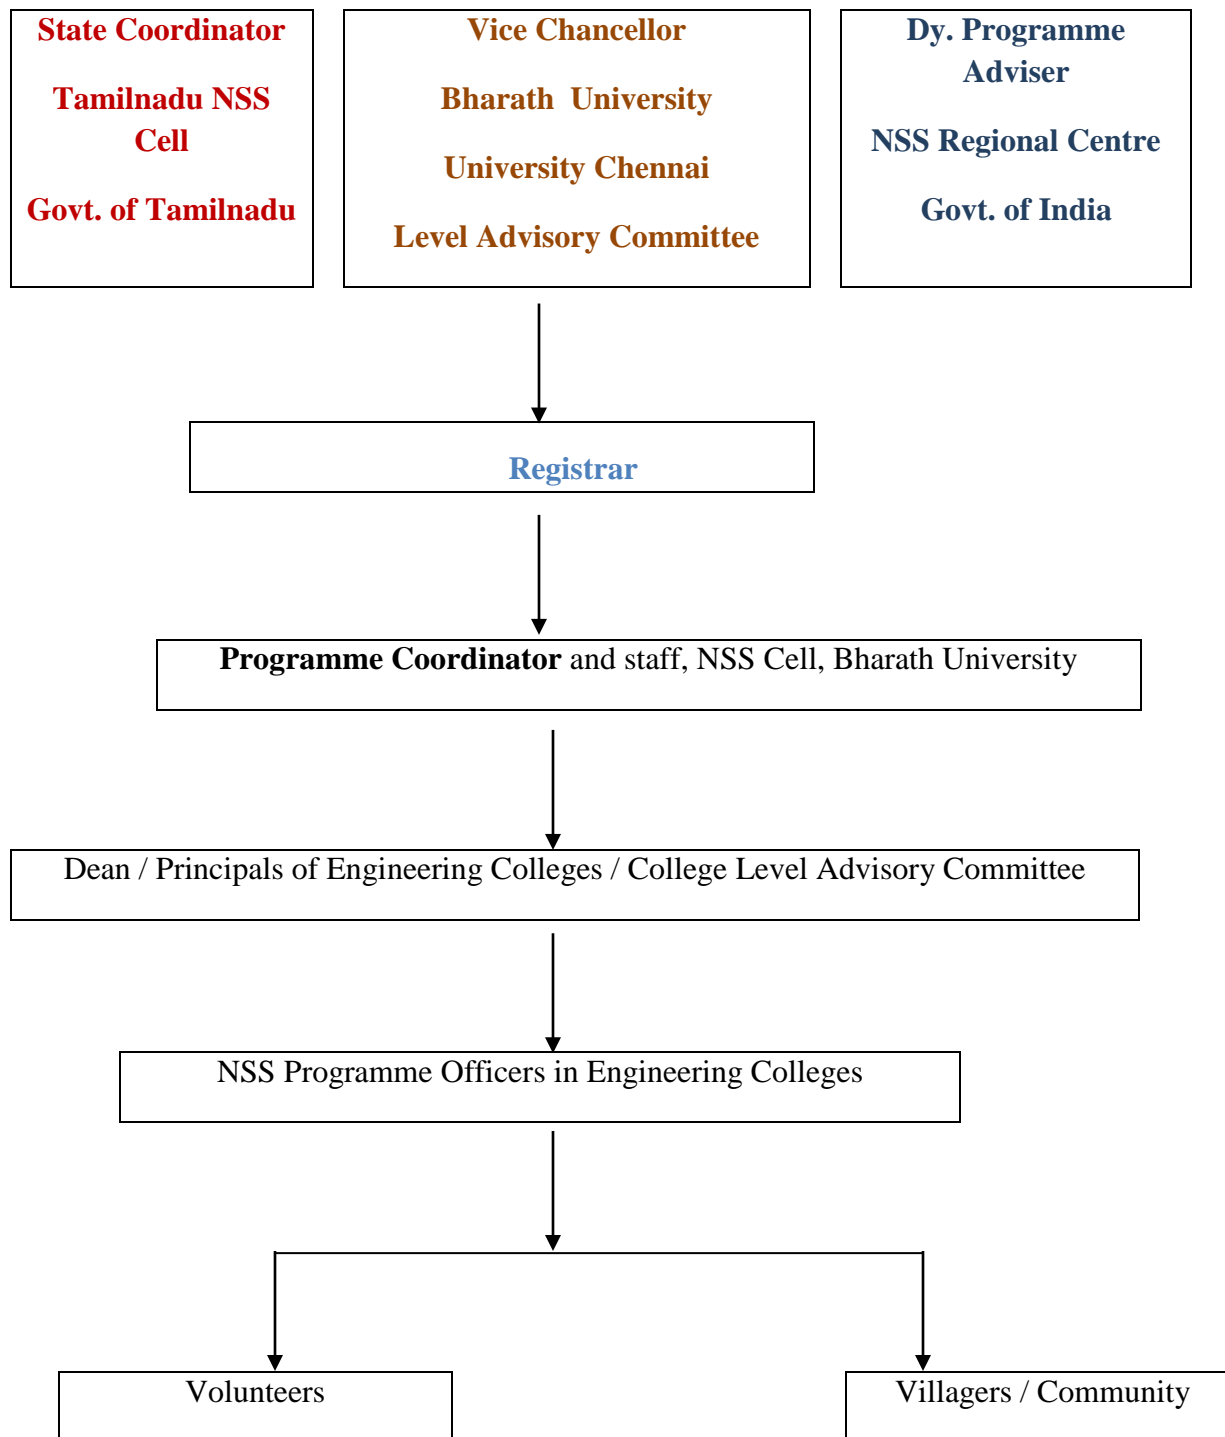 State Coordinator
Tamilnadu NSS
Cell
Govt. of Tamilnadu
Vice Chancellor
Bharath University
University Chennai
Level Advisory Committee
Dy. Programme
Adviser
NSS Regional Centre
Govt. of India
Registrar
Programme Coordinator and staff, NSS Cell, Bharath University
Dean / Principals of Engineering Colleges / College Level Advisory Committee
NSS Programme Officers in Engineering Colleges
Volunteers
Villagers / Community